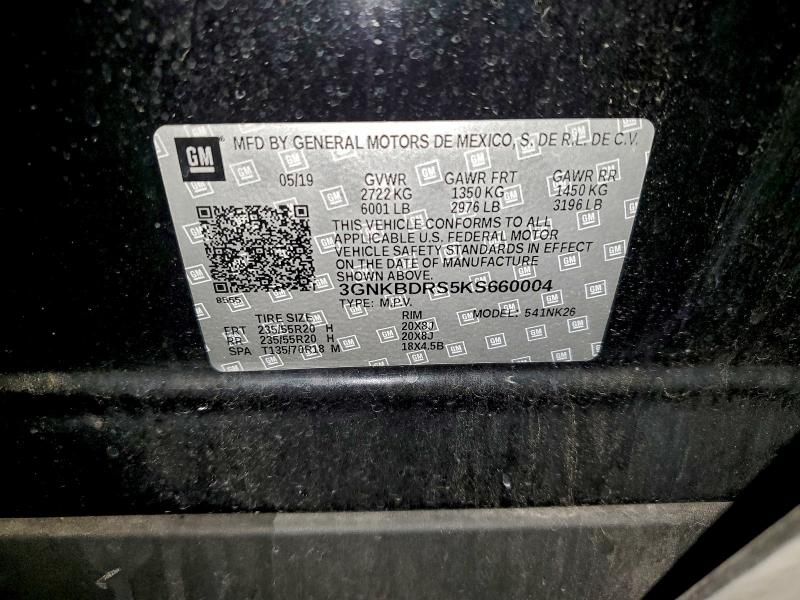 GM MFD BY GENERAL MOTORS DE MEXICO, S. DE R.L. DE C.V.
05/19 GVWR GAWR FRT GAWR RR
2722 KG 1350 KG 1450 KG
6001 LB 2976 LB 3196 LB
THIS VEHICLE CONFORMS TO ALL
APPLICABLE U.S. FEDERAL MOTOR
VEHICLE SAFETY STANDARDS IN EFFECT
ON THE DATE OF MANUFACTURE
SHOWN ABOVE.
3GNKBDRS5KS660004
8555 TYPE: M.P.V. MODEL: 541NK26
TIRE SIZE RIM
FRT 235/55R20 H 20X8J
RR 235/55R20 H 20X8J
SPA T135/70R18 M 18X4.5B